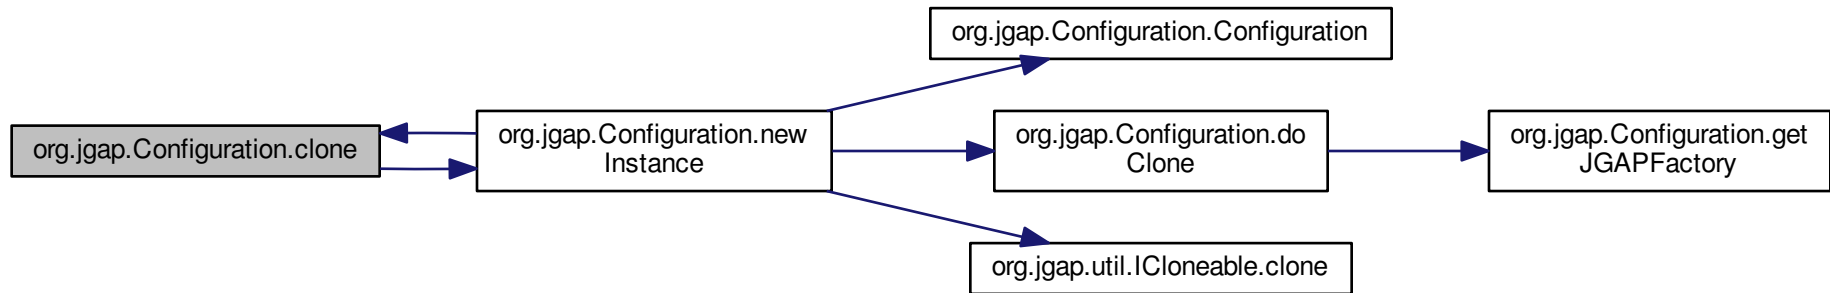 org.jgap.Configuration.clone
org.jgap.Configuration.new
Instance
org.jgap.Configuration.Configuration
org.jgap.Configuration.do
Clone
org.jgap.util.ICloneable.clone
org.jgap.Configuration.get
JGAPFactory